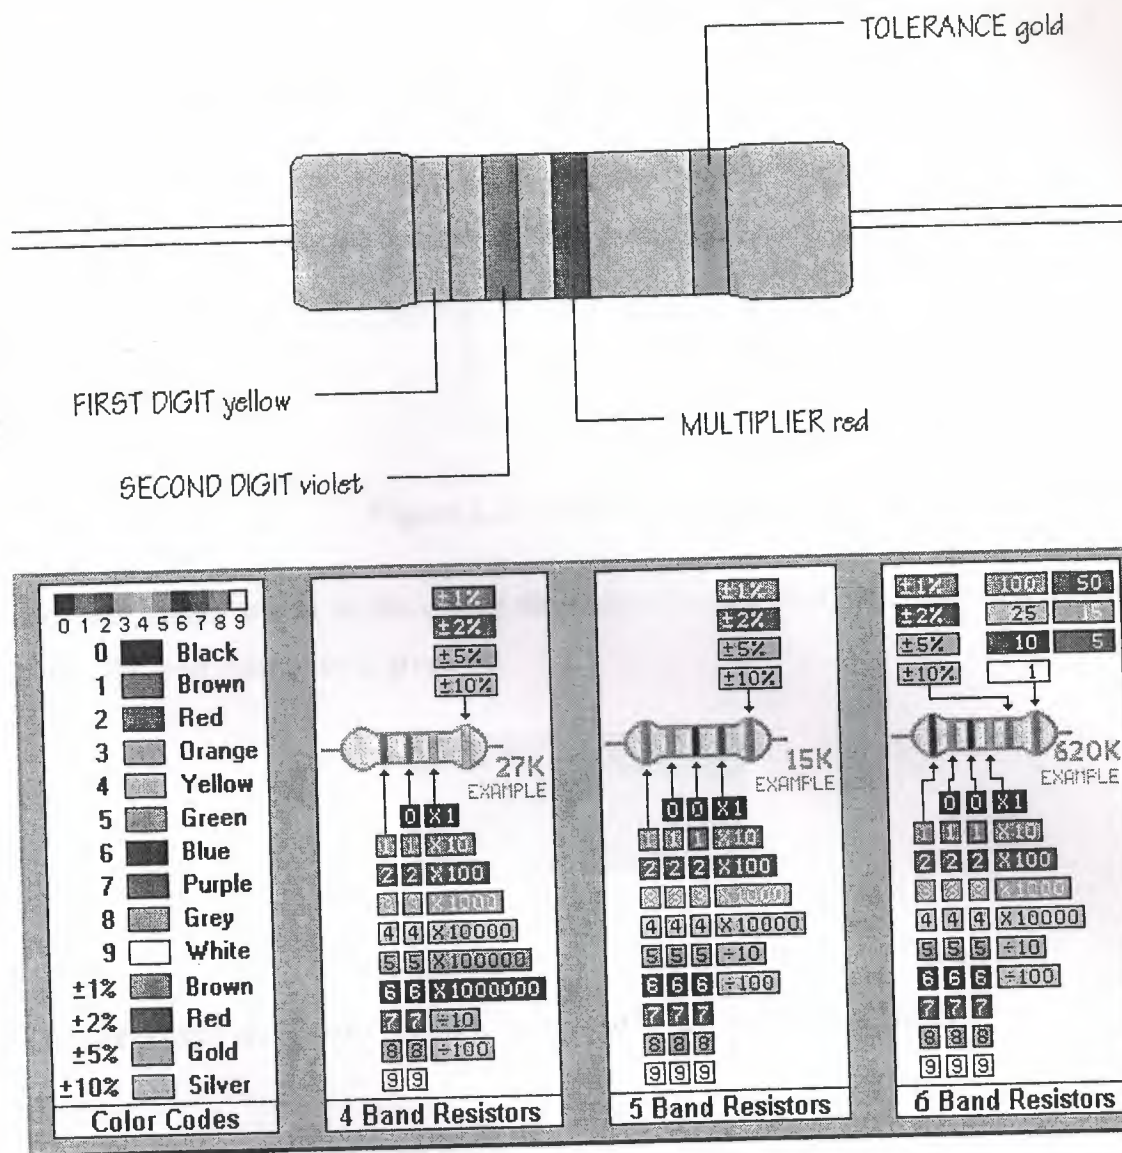 TOLERANCE gold
FIRST DIGIT yellow
MULTIPLIER red
SECOND DIGIT violet
0 1 2 3 4 5 6 7 8 9
0 Black
1 Brown
2 Red
3 Orange
4 Yellow
5 Green
6 Blue
7 Purple
8 Grey
9 White
±1% Brown
±2% Red
±5% Gold
±10% Silver
Color Codes
±1%
±2%
±5%
±10%
27K
EXAMPLE
0 X1
1 1 X10
2 2 X100
3 3 X1000
4 4 X10000
5 5 X100000
6 6 X1000000
7 7 ÷10
8 8 ÷100
9 9
4 Band Resistors
±1%
±2%
±5%
±10%
15K
EXAMPLE
0 0 X1
1 1 1 X10
2 2 2 X100
3 3 3 X1000
4 4 4 X10000
5 5 5 ÷10
6 6 6 ÷100
7 7 7
8 8 8
9 9 9
5 Band Resistors
±1% 100 50
±2% 25 15
±5% 10 5
±10% 1
620K
EXAMPLE
0 0 X1
1 1 1 X10
2 2 2 X100
3 3 3 X1000
4 4 4 X10000
5 5 5 ÷10
6 6 6 ÷100
7 7 7
8 8 8
9 9 9
6 Band Resistors